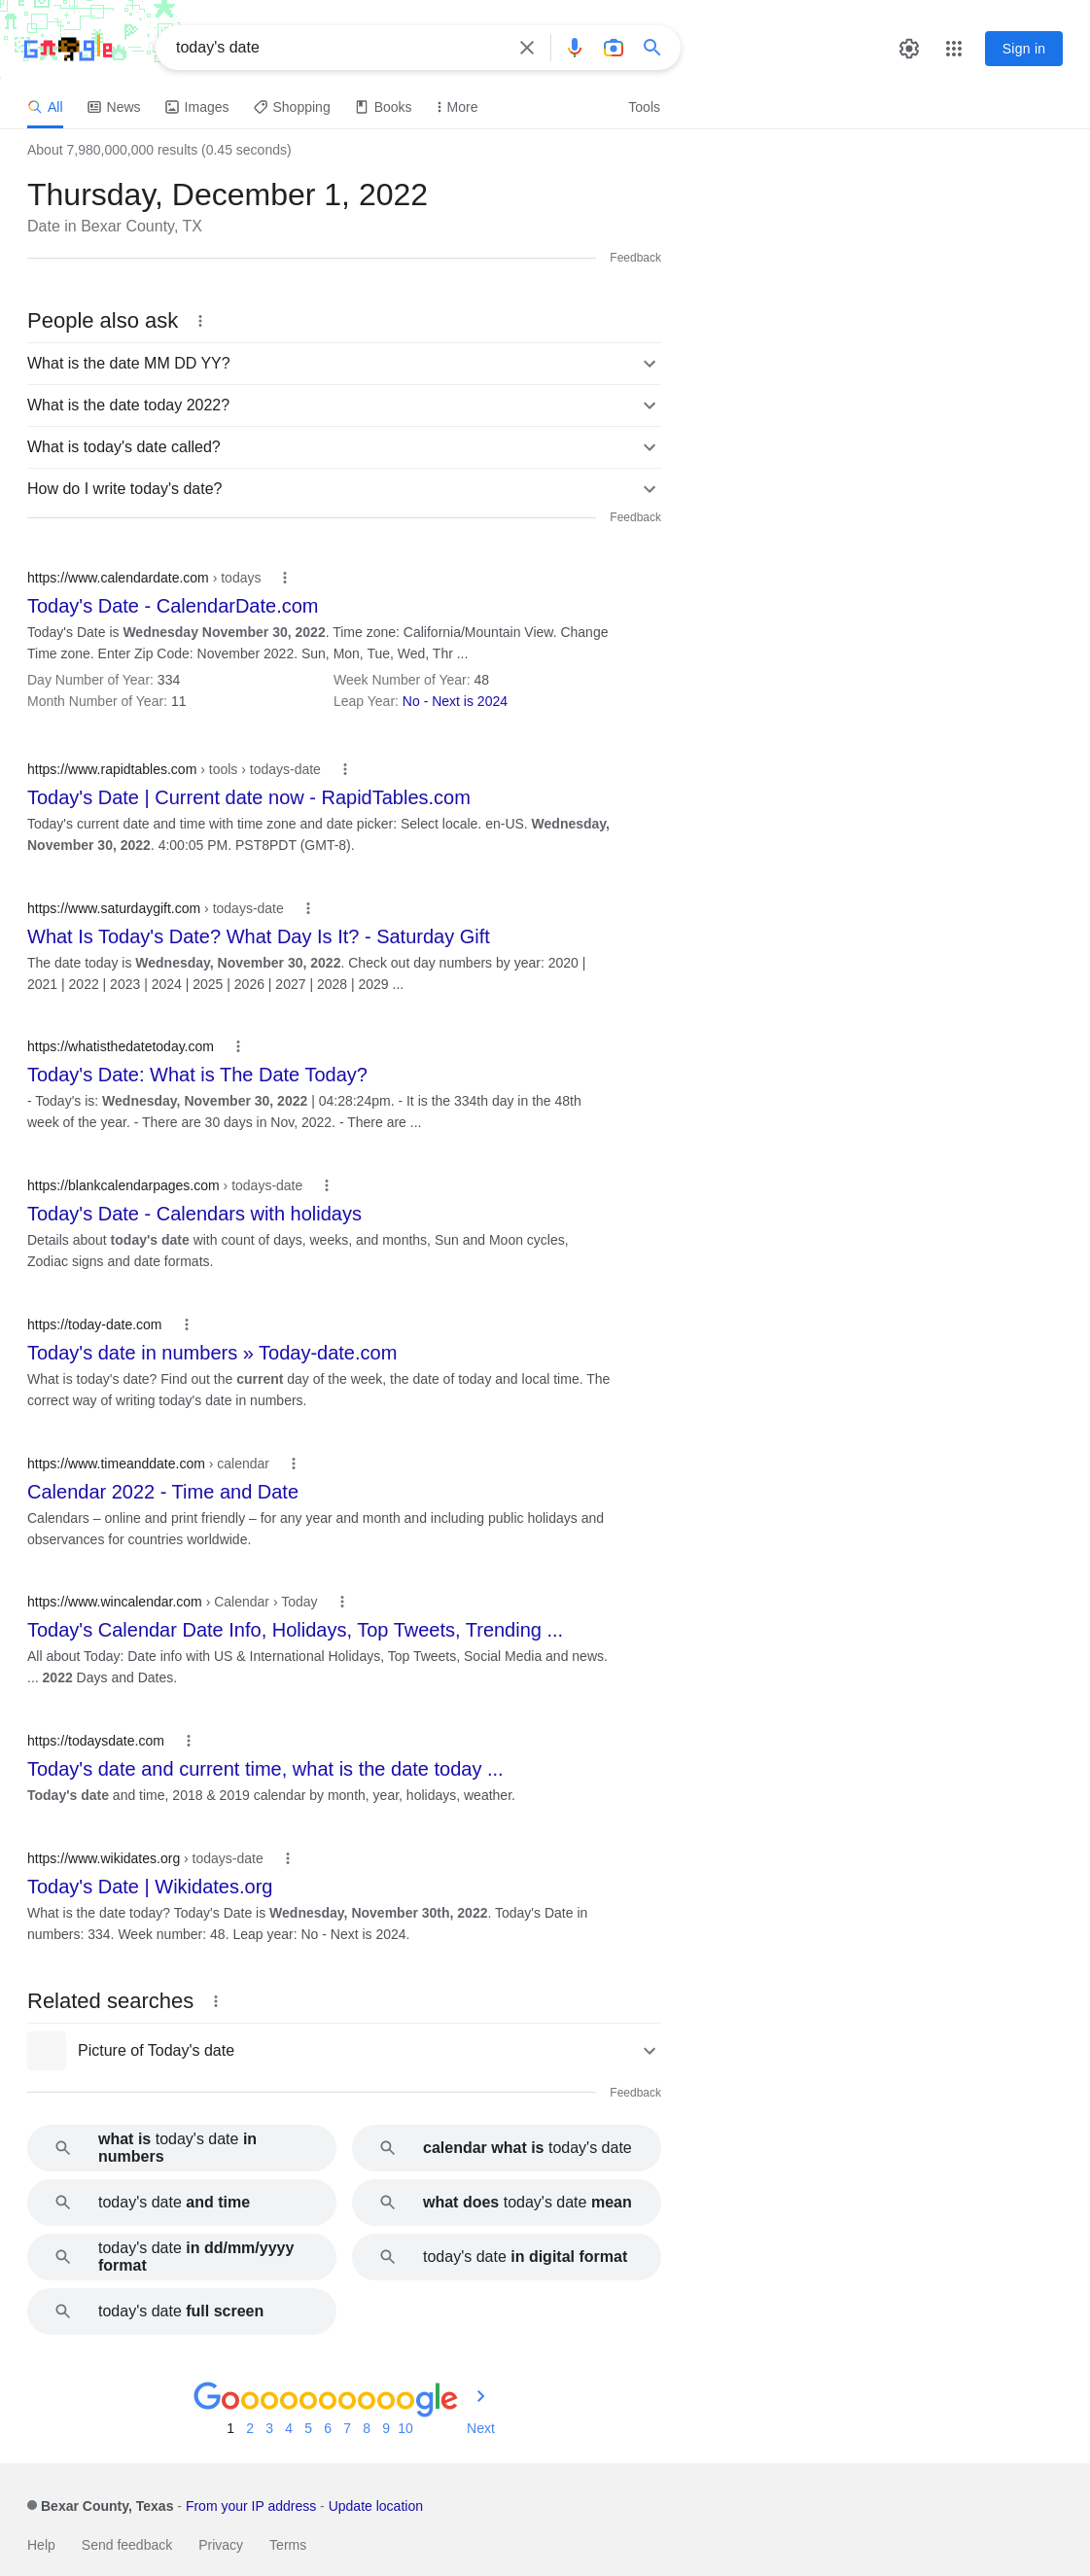 Google
today's date
Sign in
All News Images Shopping Books More Tools
About 7,980,000,000 results (0.45 seconds)
Thursday, December 1, 2022
Date in Bexar County, TX
Feedback
People also ask
What is the date MM DD YY?
What is the date today 2022?
What is today's date called?
How do I write today's date?
Feedback
https://www.calendardate.com › todays
Today's Date - CalendarDate.com
Today's Date is Wednesday November 30, 2022. Time zone: California/Mountain View. Change
Time zone. Enter Zip Code: November 2022. Sun, Mon, Tue, Wed, Thr ...
Day Number of Year: 334 Week Number of Year: 48
Month Number of Year: 11 Leap Year: No - Next is 2024
https://www.rapidtables.com › tools › todays-date
Today's Date | Current date now - RapidTables.com
Today's current date and time with time zone and date picker: Select locale. en-US. Wednesday,
November 30, 2022. 4:00:05 PM. PST8PDT (GMT-8).
https://www.saturdaygift.com › todays-date
What Is Today's Date? What Day Is It? - Saturday Gift
The date today is Wednesday, November 30, 2022. Check out day numbers by year: 2020 |
2021 | 2022 | 2023 | 2024 | 2025 | 2026 | 2027 | 2028 | 2029 ...
https://whatisthedatetoday.com
Today's Date: What is The Date Today?
- Today's is: Wednesday, November 30, 2022 | 04:28:24pm. - It is the 334th day in the 48th
week of the year. - There are 30 days in Nov, 2022. - There are ...
https://blankcalendarpages.com › todays-date
Today's Date - Calendars with holidays
Details about today's date with count of days, weeks, and months, Sun and Moon cycles,
Zodiac signs and date formats.
https://today-date.com
Today's date in numbers » Today-date.com
What is today's date? Find out the current day of the week, the date of today and local time. The
correct way of writing today's date in numbers.
https://www.timeanddate.com › calendar
Calendar 2022 - Time and Date
Calendars – online and print friendly – for any year and month and including public holidays and
observances for countries worldwide.
https://www.wincalendar.com › Calendar › Today
Today's Calendar Date Info, Holidays, Top Tweets, Trending ...
All about Today: Date info with US & International Holidays, Top Tweets, Social Media and news.
... 2022 Days and Dates.
https://todaysdate.com
Today's date and current time, what is the date today ...
Today's date and time, 2018 & 2019 calendar by month, year, holidays, weather.
https://www.wikidates.org › todays-date
Today's Date | Wikidates.org
What is the date today? Today's Date is Wednesday, November 30th, 2022. Today's Date in
numbers: 334. Week number: 48. Leap year: No - Next is 2024.
Related searches
Picture of Today's date
Feedback
what is today's date in
numbers
calendar what is today's date
today's date and time
what does today's date mean
today's date in dd/mm/yyyy
format
today's date in digital format
today's date full screen
Goooooooooogle
1 2 3 4 5 6 7 8 9 10 Next
Bexar County, Texas - From your IP address - Update location
Help Send feedback Privacy Terms